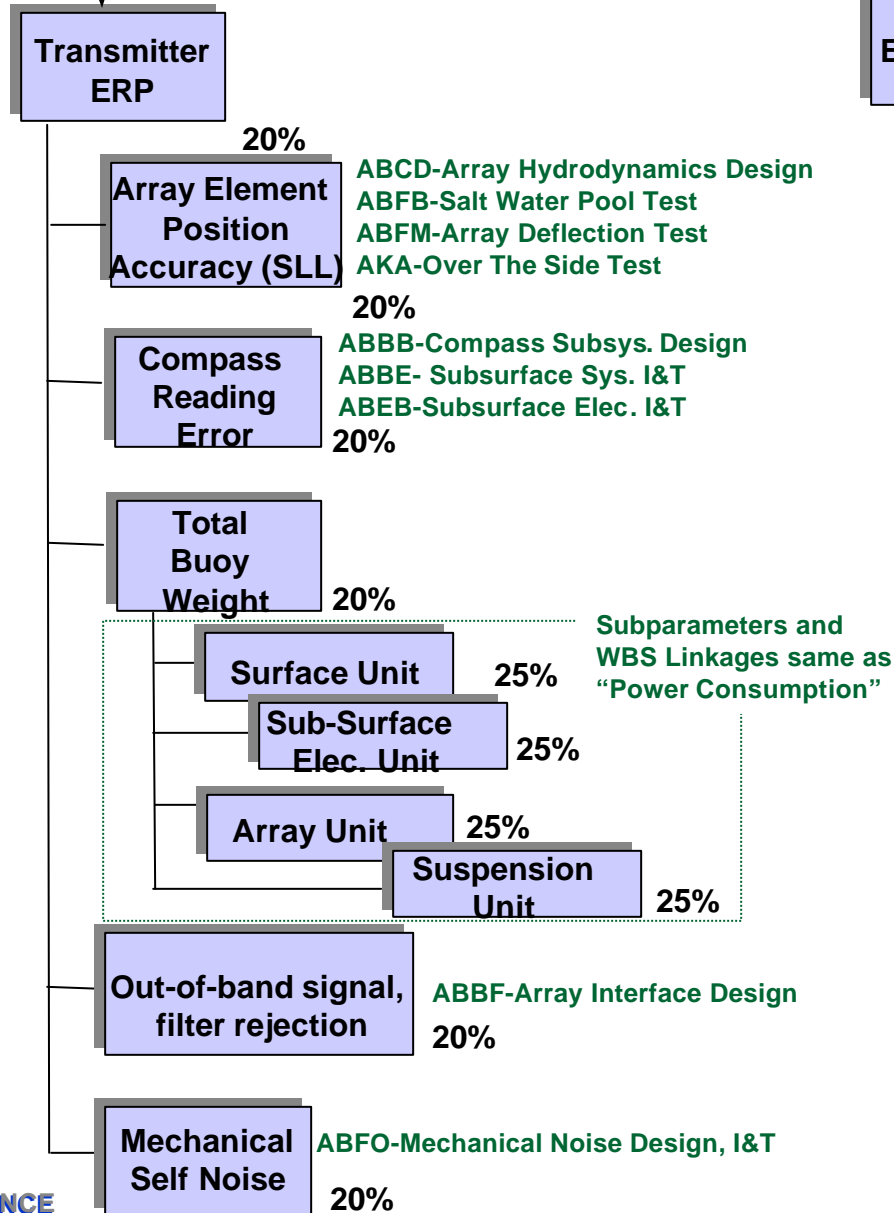 Transmitter
ERP
20%
Array Element
Position
Accuracy (SLL)
ABCD-Array Hydrodynamics Design
ABFB-Salt Water Pool Test
ABFM-Array Deflection Test
AKA-Over The Side Test
20%
Compass
Reading
Error
ABBB-Compass Subsys. Design
ABBE- Subsurface Sys. I&T
ABEB-Subsurface Elec. I&T
20%
Total
Buoy
Weight
20%
Subparameters and
WBS Linkages same as
“Power Consumption”
Surface Unit
25%
Sub-Surface
Elec. Unit
25%
Array Unit
25%
Suspension
Unit
25%
Out-of-band signal,
filter rejection
ABBF-Array Interface Design
20%
Mechanical
Self Noise
ABFO-Mechanical Noise Design, I&T
20%